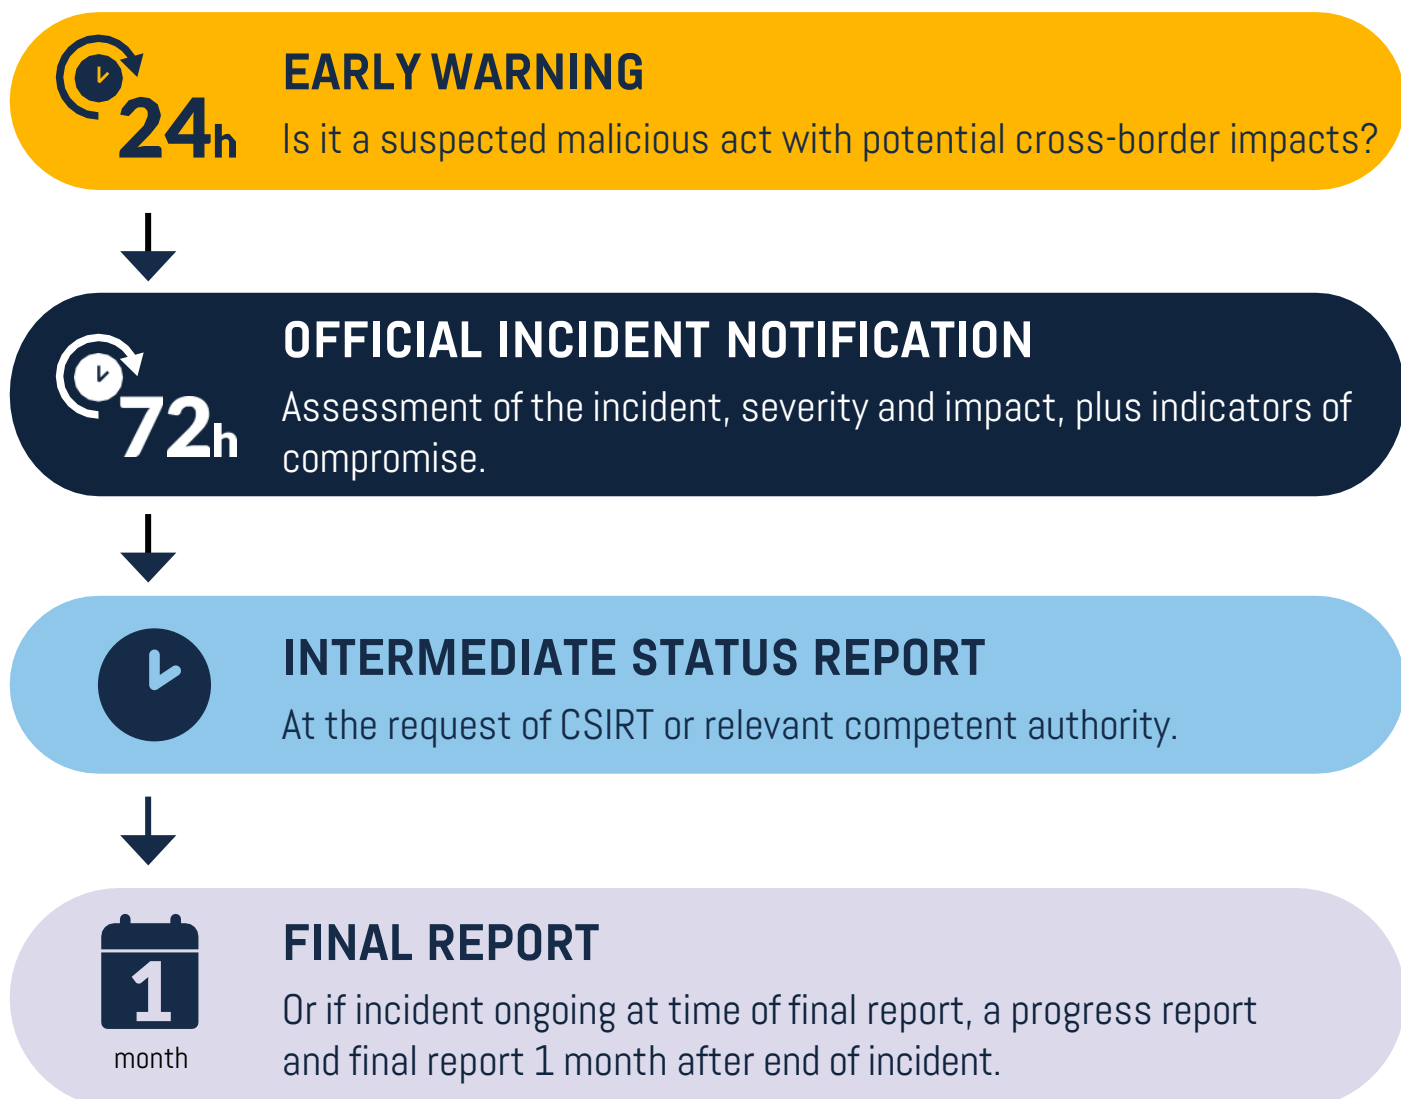 24h
EARLY WARNING
Is it a suspected malicious act with potential cross-border impacts?
72h
OFFICIAL INCIDENT NOTIFICATION
Assessment of the incident, severity and impact, plus indicators of
compromise.
INTERMEDIATE STATUS REPORT
At the request of CSIRT or relevant competent authority.
1
month
FINAL REPORT
Or if incident ongoing at time of final report, a progress report
and final report 1 month after end of incident.